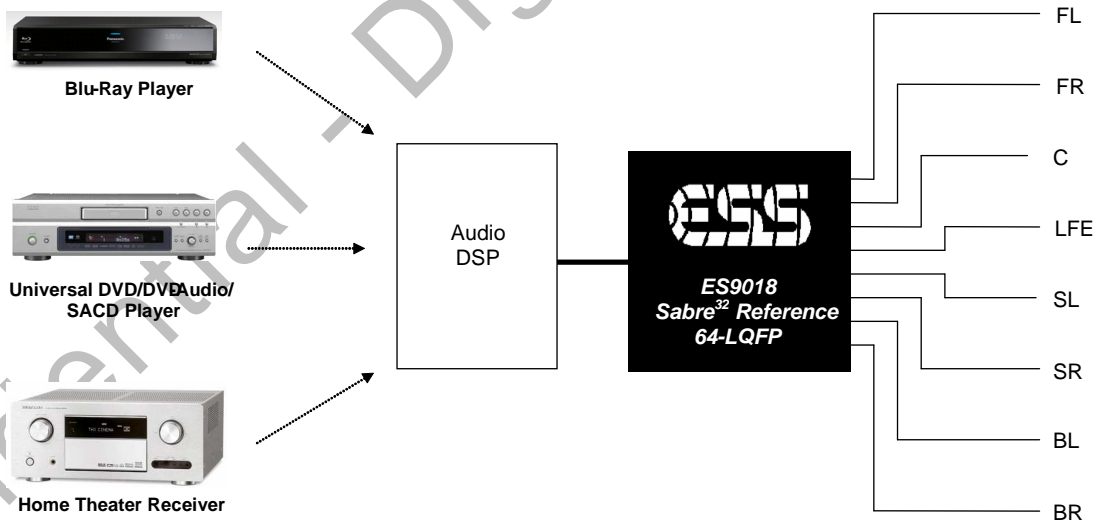 Blu-Ray Player
Universal DVD/DVD-Audio/
SACD Player
Home Theater Receiver
Audio
DSP
ESS
ES9018
Sabre32 Reference
64-LQFP
FL
FR
C
LFE
SL
SR
BL
BR